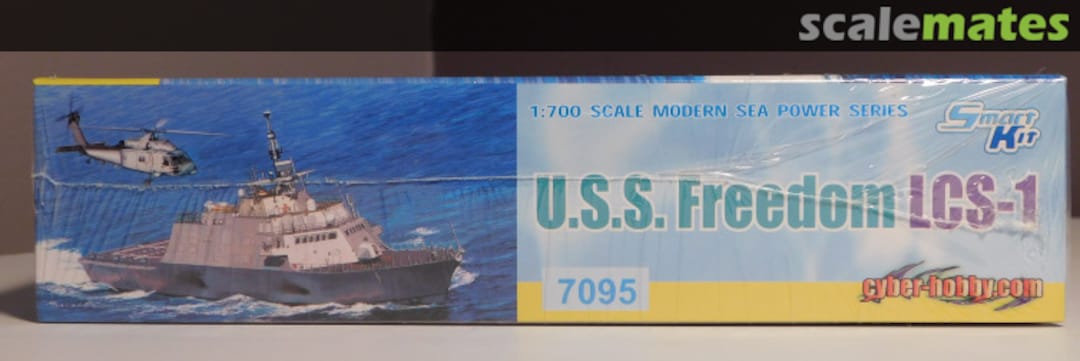 scalemates
1:700 SCALE MODERN SEA POWER SERIES
Smart
Kit
U.S.S. Freedom LCS-1
7095
cyber-hobby.com